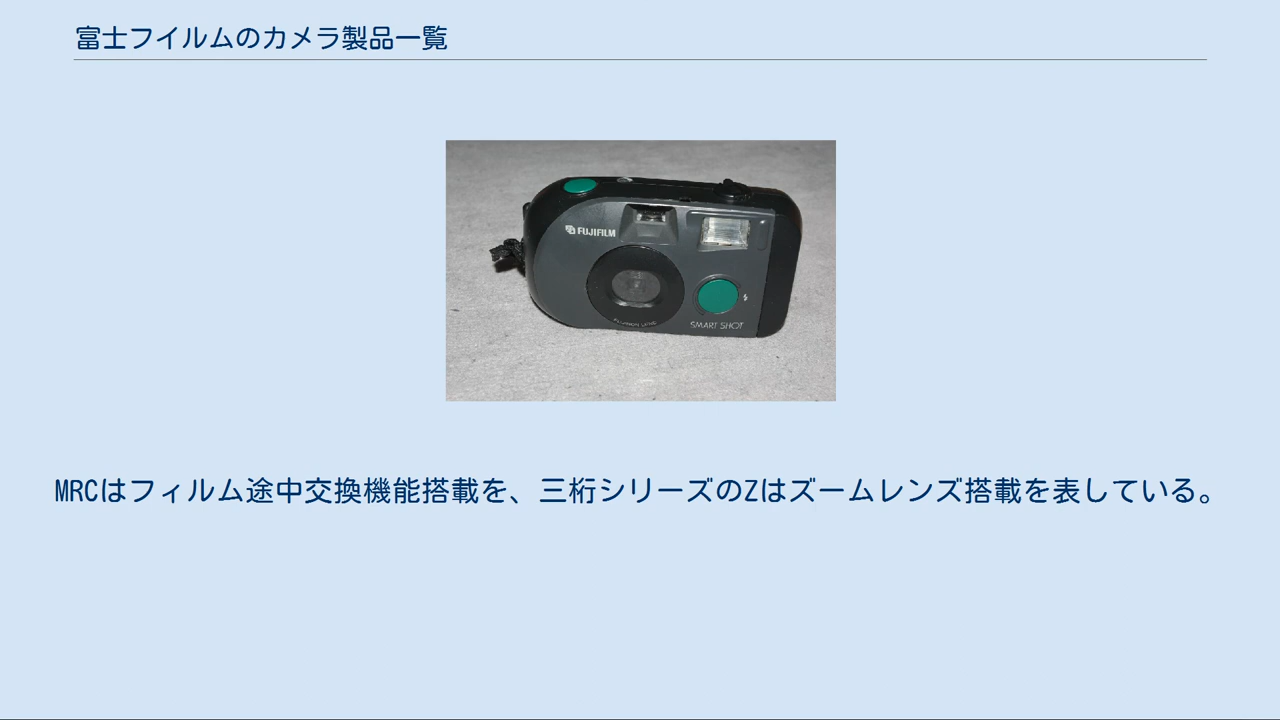 富士フイルムのカメラ製品一覧
FUJIFILM
SMART SHOT
MRCはフィルム途中交換機能搭載を、三桁シリーズのZはズームレンズ搭載を表している。